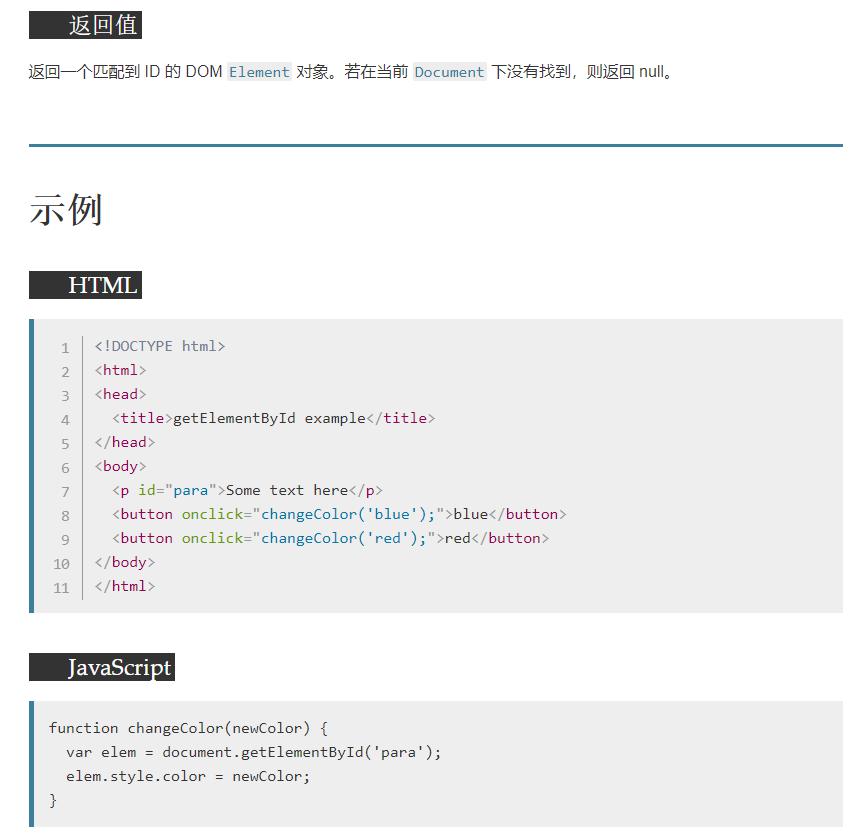 返回值
返回一个匹配到 ID 的 DOM Element 对象。若在当前 Document 下没有找到，则返回 null。
示例
HTML
1 <!DOCTYPE html>
2 <html>
3 <head>
4   <title>getElementById example</title>
5 </head>
6 <body>
7   <p id="para">Some text here</p>
8   <button onclick="changeColor('blue');">blue</button>
9   <button onclick="changeColor('red');">red</button>
10 </body>
11 </html>
JavaScript
function changeColor(newColor) {
  var elem = document.getElementById('para');
  elem.style.color = newColor;
}